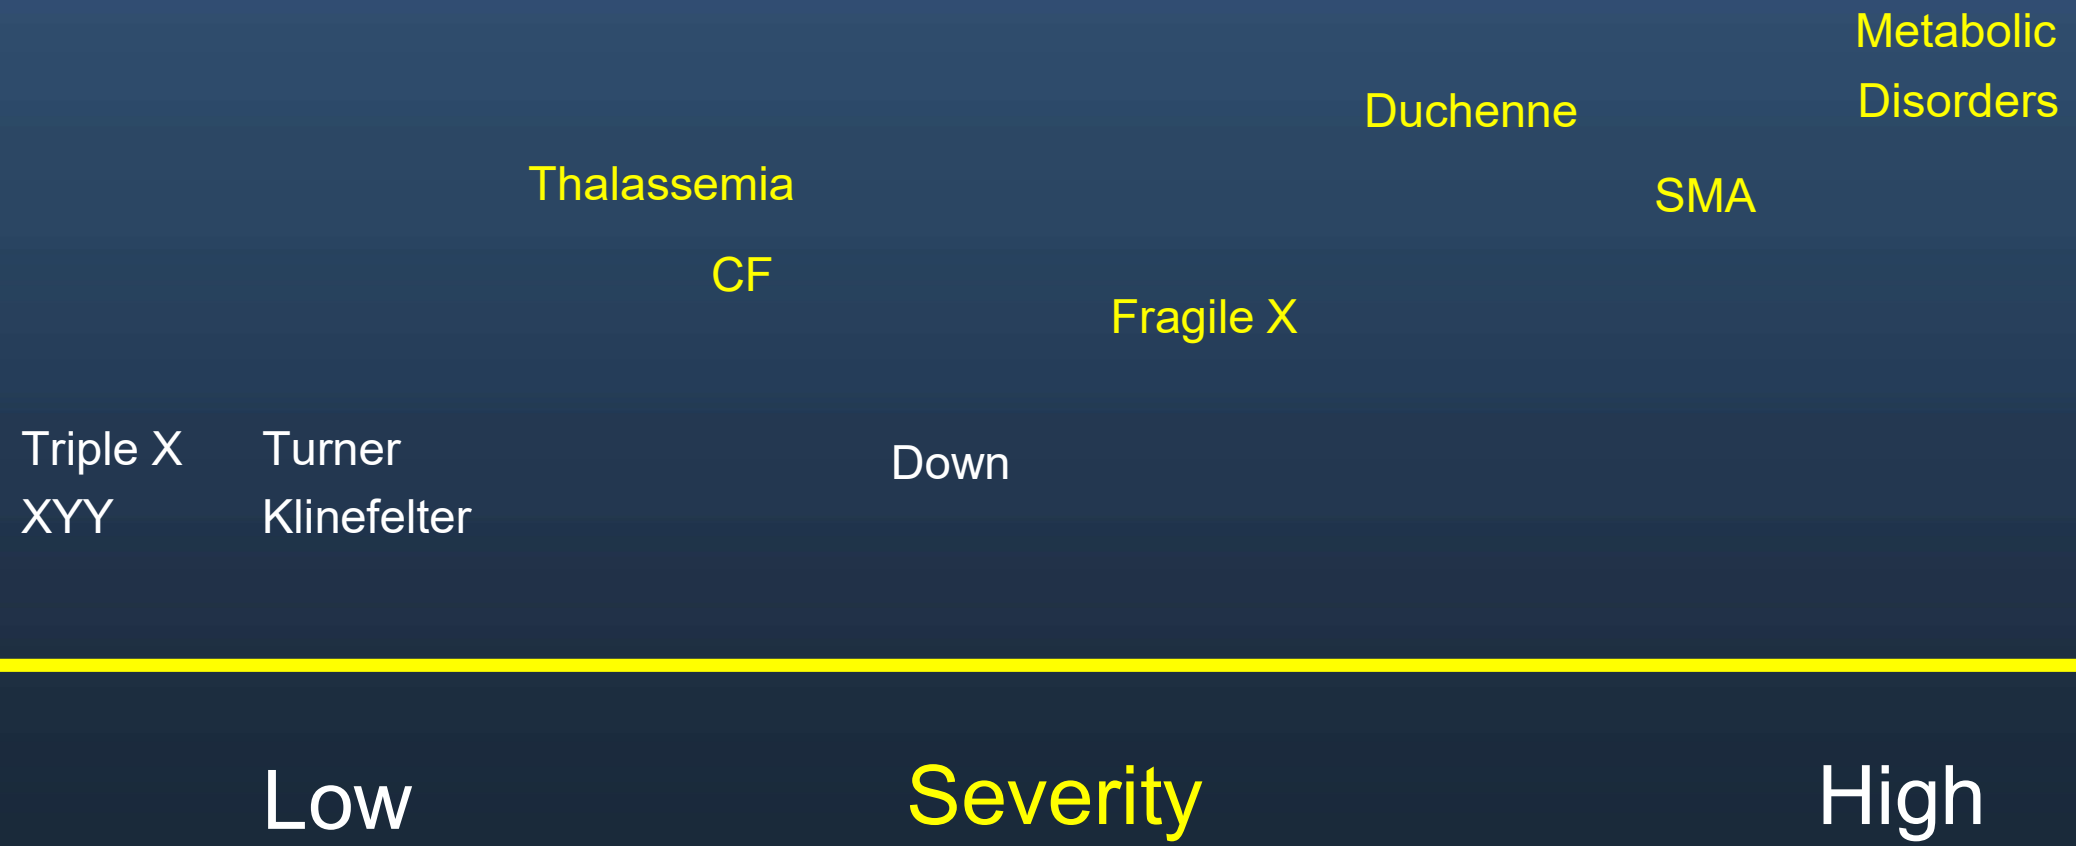 Metabolic
Disorders
Duchenne
Thalassemia
SMA
CF
Fragile X
Triple X
Turner
Down
XYY
Klinefelter
Low
Severity
High